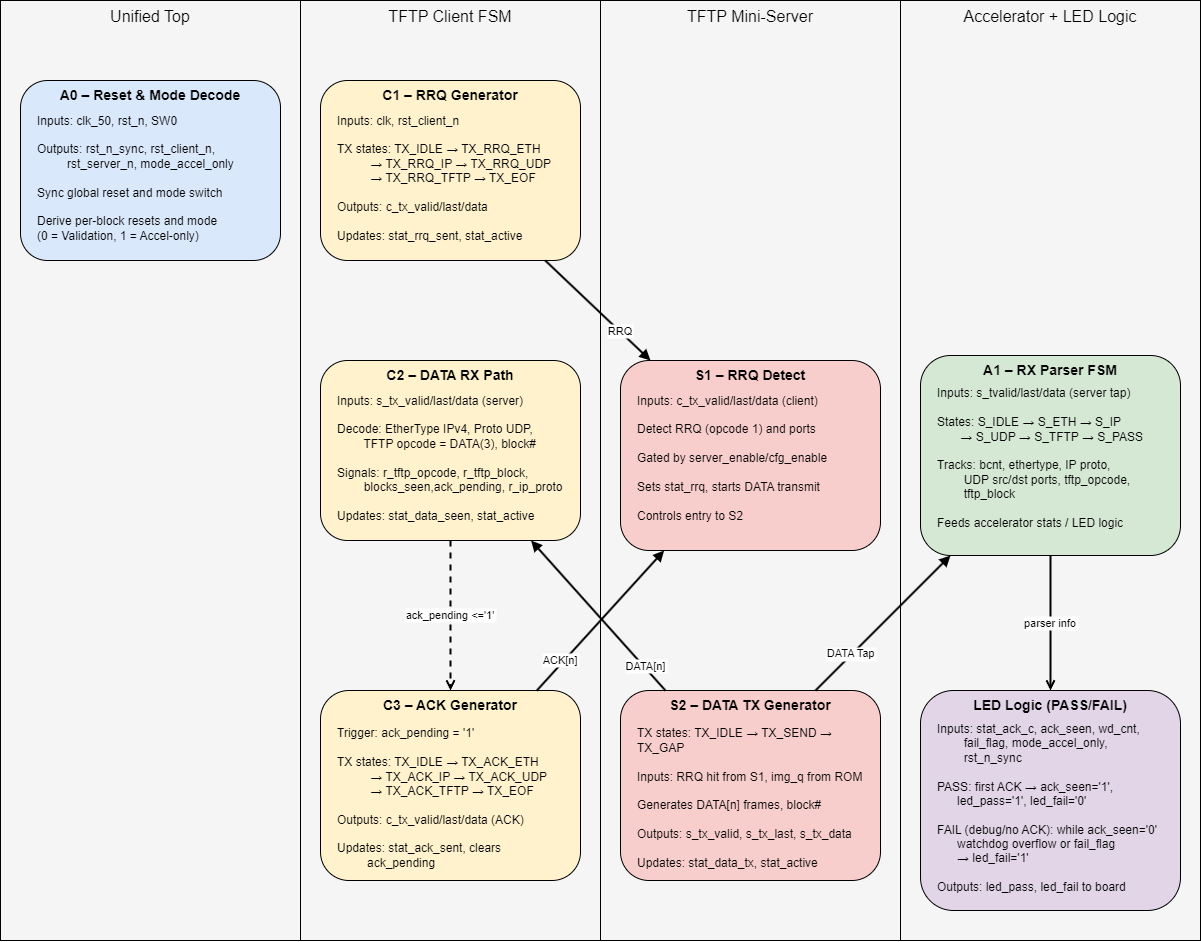 Unified Top
TFTP Client FSM
TFTP Mini-Server
Accelerator + LED Logic
A0 – Reset & Mode Decode
Inputs: clk_50, rst_n, SW0
Outputs: rst_n_sync, rst_client_n,
rst_server_n, mode_accel_only
Sync global reset and mode switch
Derive per-block resets and mode
(0 = Validation, 1 = Accel-only)
C1 – RRQ Generator
Inputs: clk, rst_client_n
TX states: TX_IDLE → TX_RRQ_ETH
→ TX_RRQ_IP → TX_RRQ_UDP
→ TX_RRQ_TFTP → TX_EOF
Outputs: c_tx_valid/last/data
Updates: stat_rrq_sent, stat_active
RRQ
C2 – DATA RX Path
Inputs: s_tx_valid/last/data (server)
Decode: EtherType IPv4, Proto UDP,
TFTP opcode = DATA(3), block#
Signals: r_tftp_opcode, r_tftp_block,
blocks_seen,ack_pending, r_ip_proto
Updates: stat_data_seen, stat_active
S1 – RRQ Detect
Inputs: c_tx_valid/last/data (client)
Detect RRQ (opcode 1) and ports
Gated by server_enable/cfg_enable
Sets stat_rrq, starts DATA transmit
Controls entry to S2
A1 – RX Parser FSM
Inputs: s_tvalid/last/data (server tap)
States: S_IDLE → S_ETH → S_IP
→ S_UDP → S_TFTP → S_PASS
Tracks: bcnt, ethertype, IP proto,
UDP src/dst ports, tftp_opcode,
tftp_block
Feeds accelerator stats / LED logic
ack_pending <='1'
ACK[n]
DATA[n]
DATA Tap
parser info
C3 – ACK Generator
Trigger: ack_pending = '1'
TX states: TX_IDLE → TX_ACK_ETH
→ TX_ACK_IP → TX_ACK_UDP
→ TX_ACK_TFTP → TX_EOF
Outputs: c_tx_valid/last/data (ACK)
Updates: stat_ack_sent, clears
ack_pending
S2 – DATA TX Generator
TX states: TX_IDLE → TX_SEND →
TX_GAP
Inputs: RRQ hit from S1, img_q from ROM
Generates DATA[n] frames, block#
Outputs: s_tx_valid, s_tx_last, s_tx_data
Updates: stat_data_tx, stat_active
LED Logic (PASS/FAIL)
Inputs: stat_ack_c, ack_seen, wd_cnt,
fail_flag, mode_accel_only,
rst_n_sync
PASS: first ACK → ack_seen='1',
led_pass='1', led_fail='0'
FAIL (debug/no ACK): while ack_seen='0'
watchdog overflow or fail_flag
→ led_fail='1'
Outputs: led_pass, led_fail to board